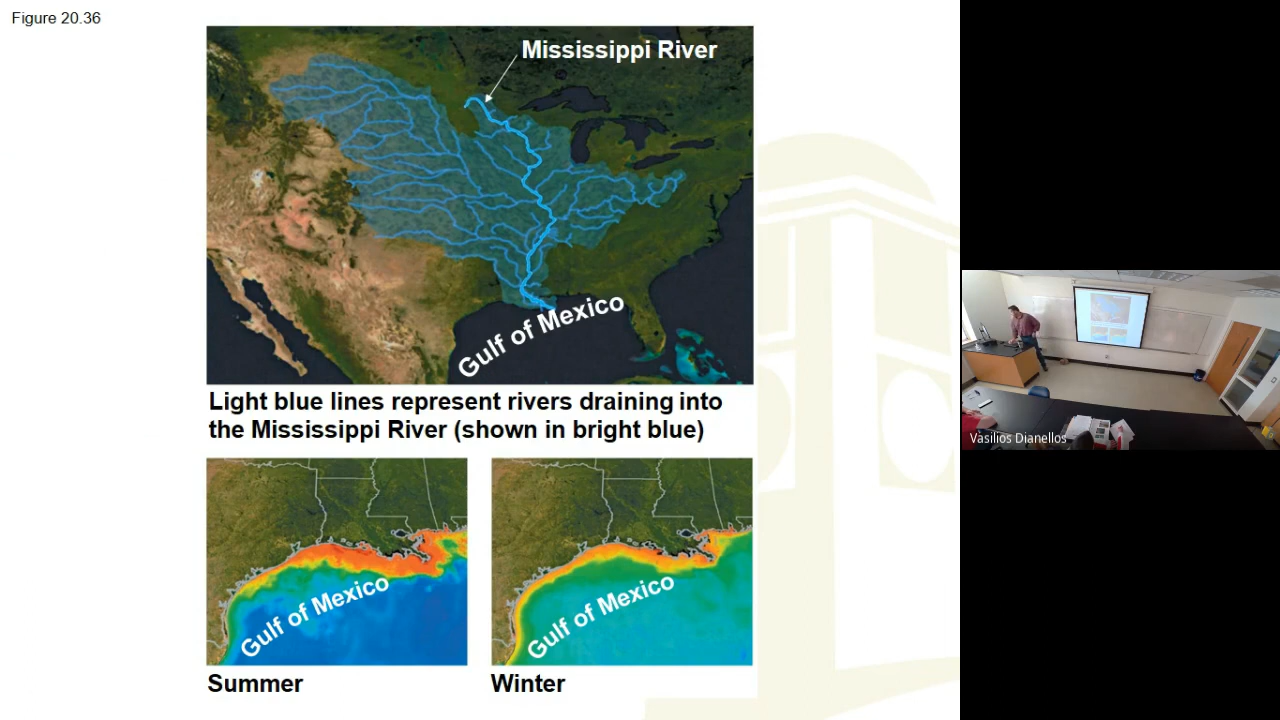 Figure 20.36
Mississippi River
Gulf of Mexico
Light blue lines represent rivers draining into
the Mississippi River (shown in bright blue)
Gulf of Mexico
Gulf of Mexico
Summer
Winter
Vasilios Dianellos